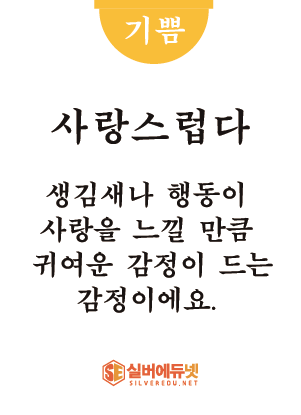 기쁨
사랑스럽다
생김새나 행동이
사랑을 느낄 만큼
귀여운 감정이 드는
감정이에요.
SE 실버에듀넷
SILVEREDU.NET